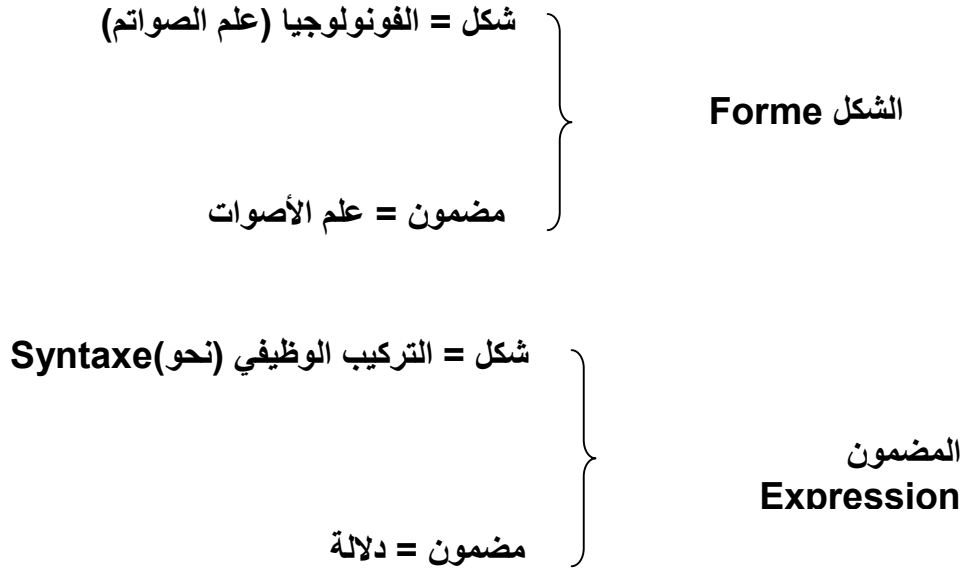 شكل = الفونولوجيا (علم الصواتم)
الشكل Forme
مضمون = علم الأصوات
شكل = التركيب الوظيفي (نحو)Syntaxe
المضمون
Expression
مضمون = دلالة